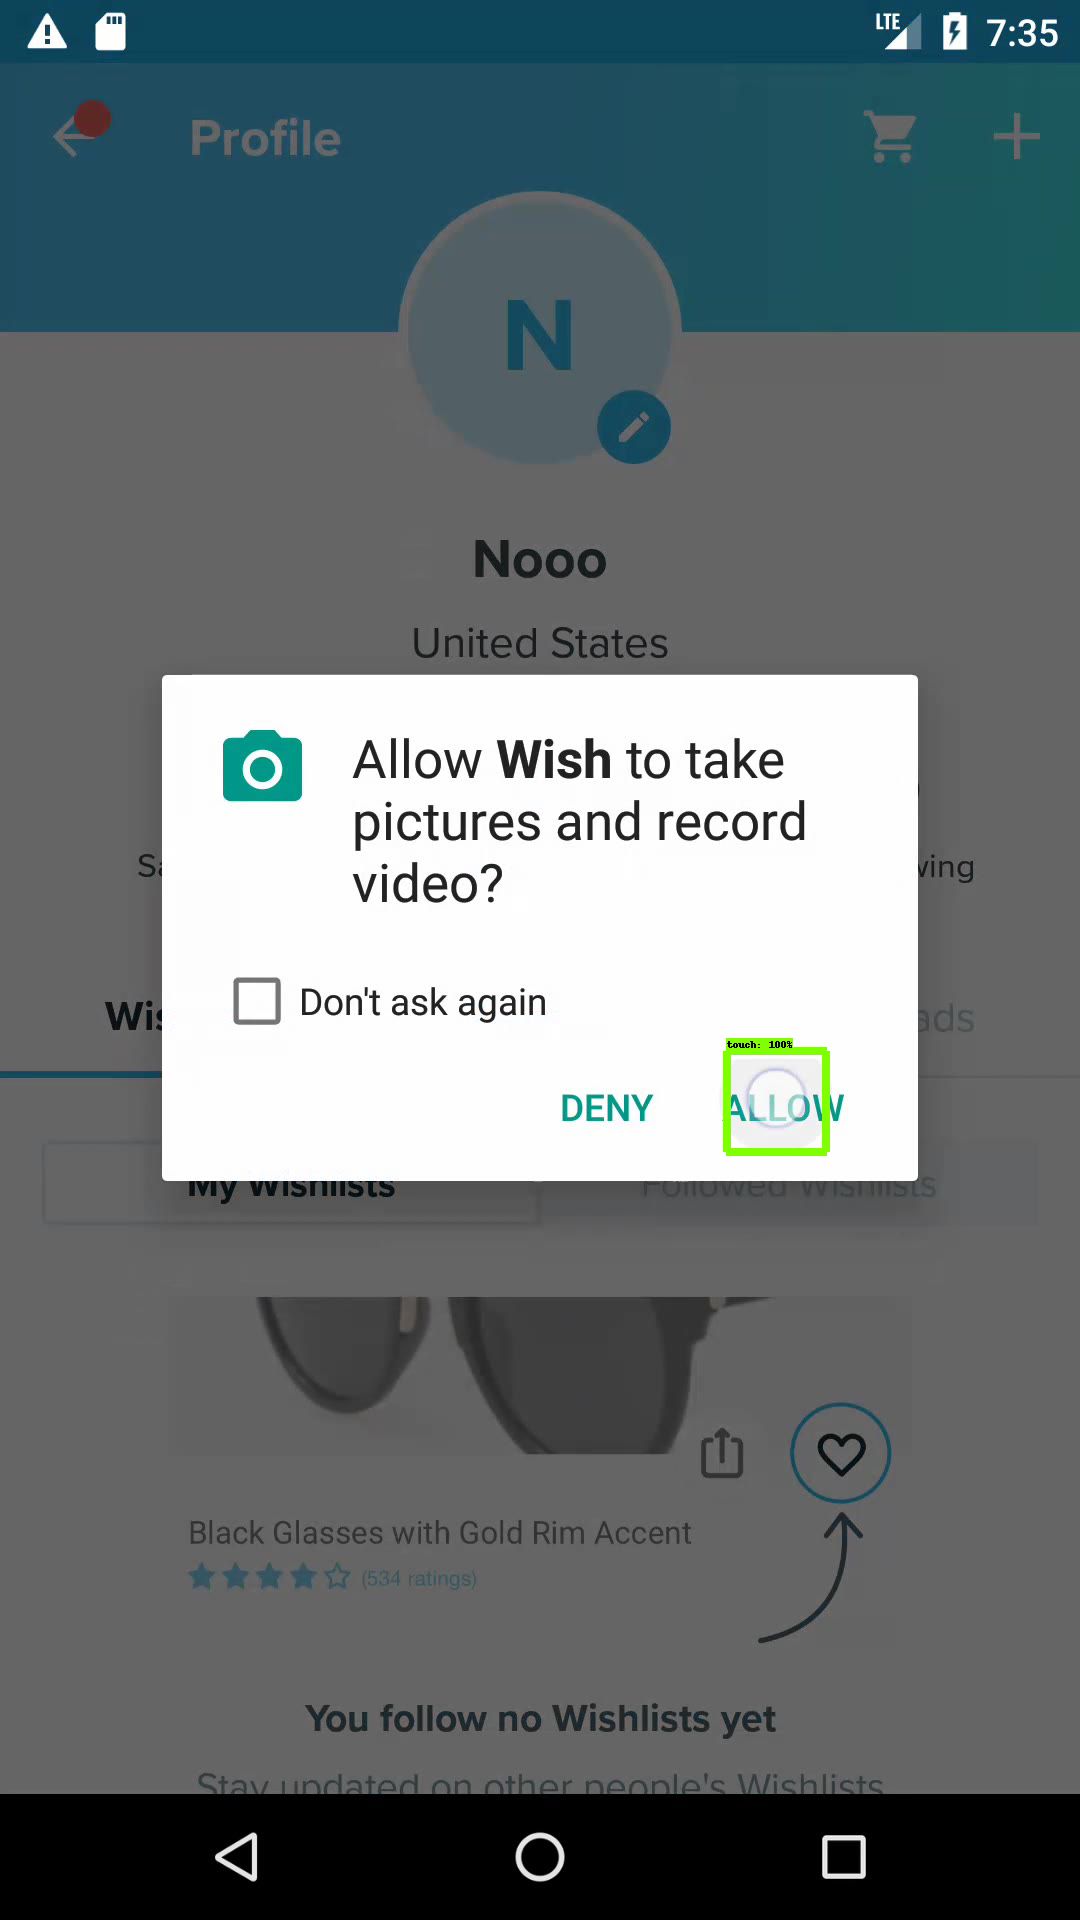 LTE 7:35
Profile
N
Nooo
United States
Allow Wish to take
pictures and record
video?
wing
Don't ask again
Wis
ads
touch: 100%
DENY ALLOW
My Wishlists Followed Wishlists
Black Glasses with Gold Rim Accent
(534 ratings)
You follow no Wishlists yet
Stay updated on other people's Wishlists